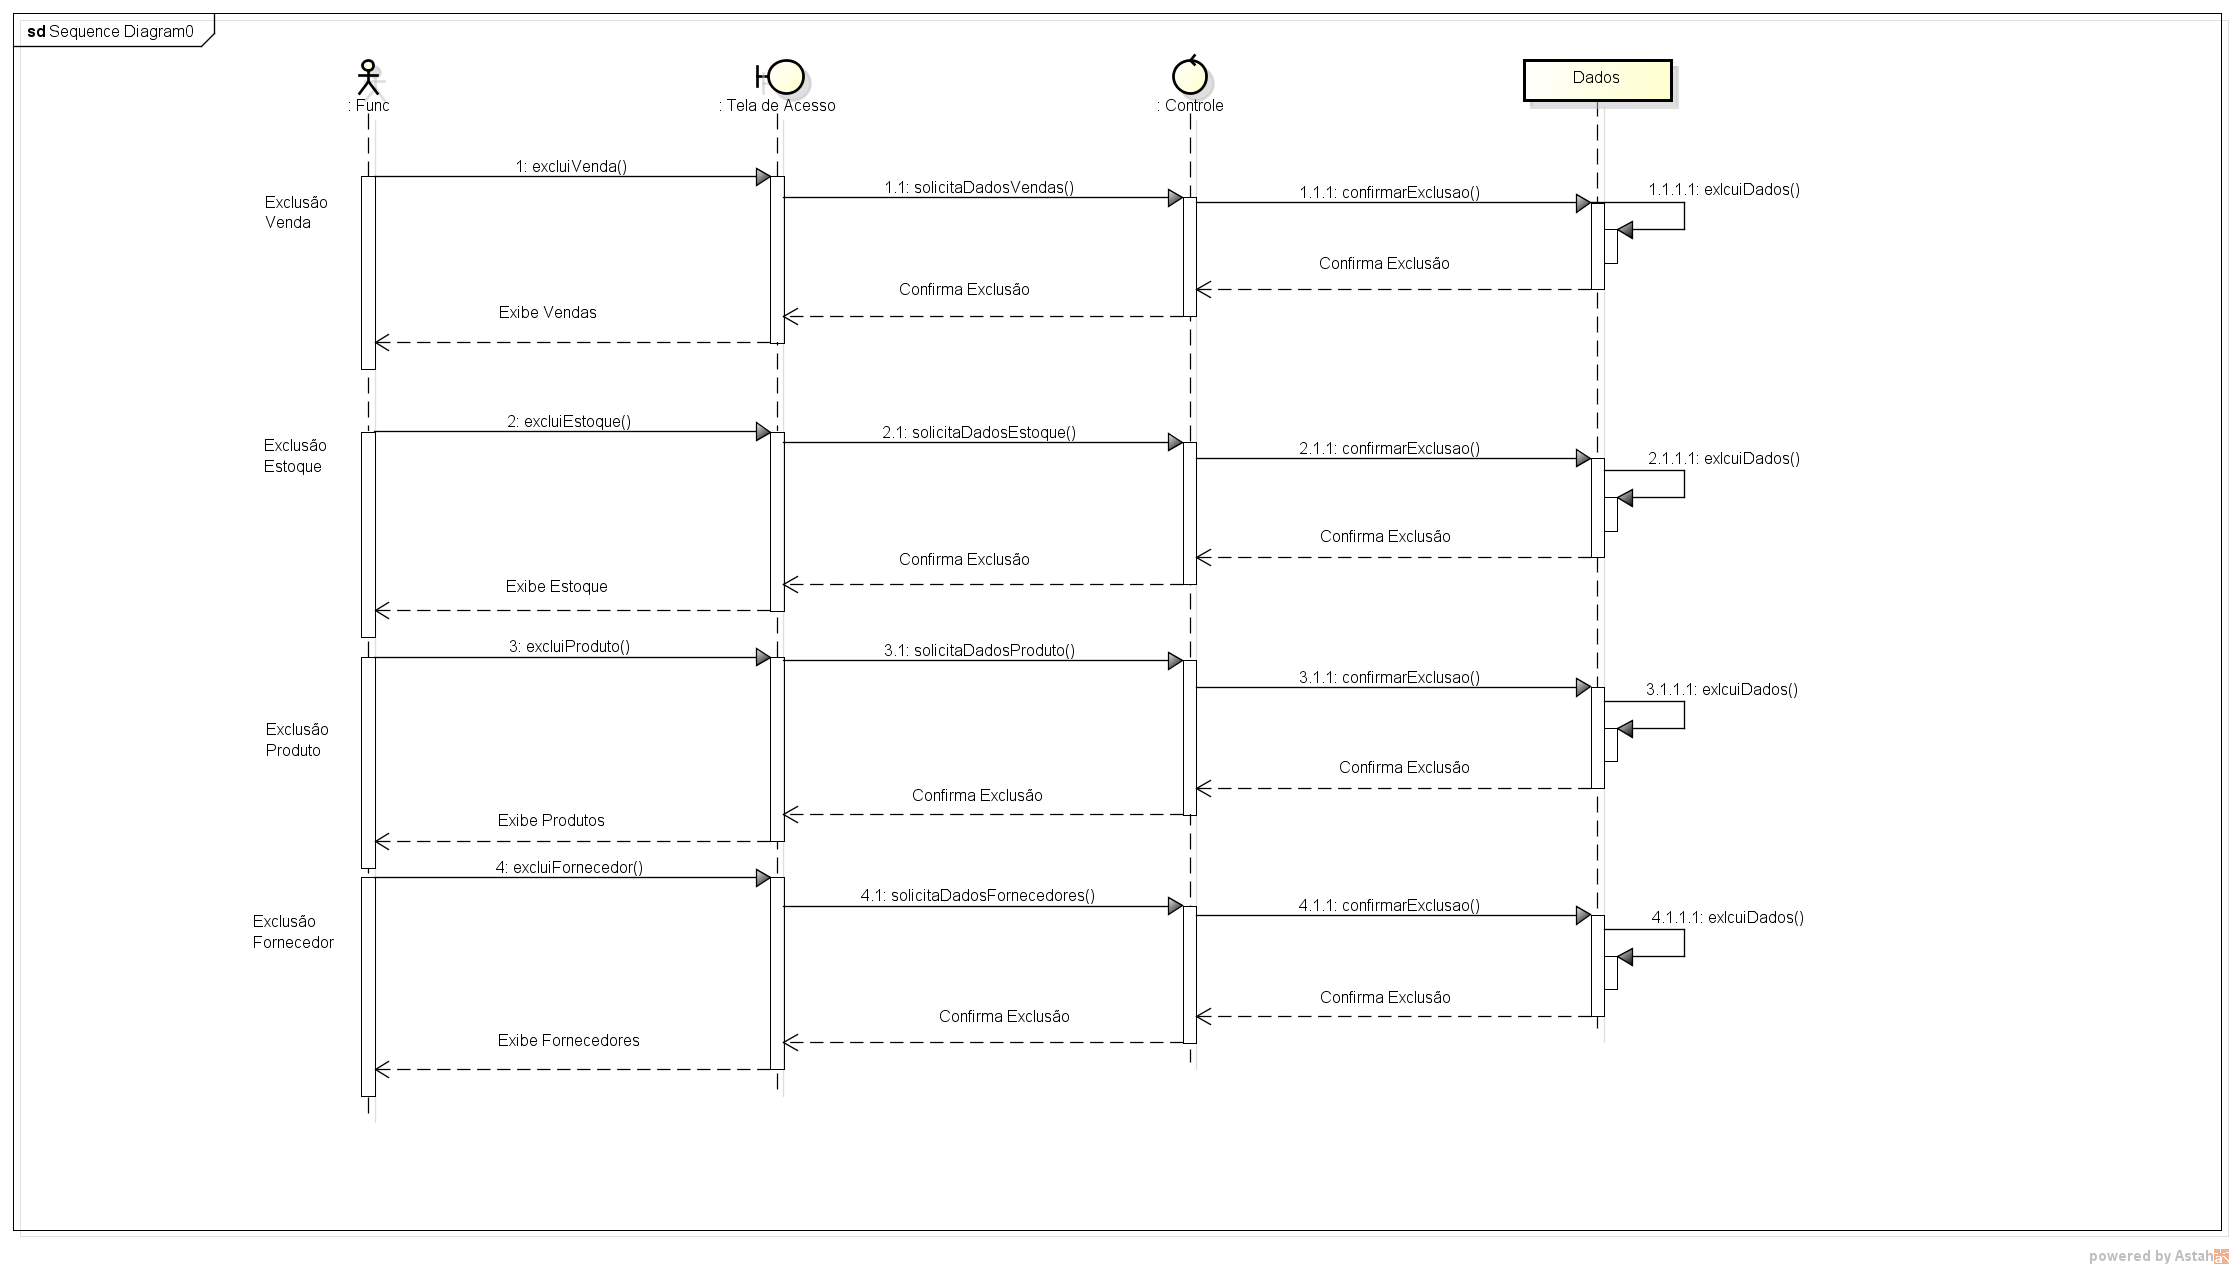 sd Sequence Diagram0
: Func
: Tela de Acesso
: Controle
Dados
1: excluiVenda()
1.1: solicitaDadosVendas()
1.1.1: confirmarExclusao()
1.1.1.1: exlcuiDados()
Exclusão
Venda
Confirma Exclusão
Confirma Exclusão
Exibe Vendas
2: excluiEstoque()
2.1: solicitaDadosEstoque()
2.1.1: confirmarExclusao()
2.1.1.1: exlcuiDados()
Exclusão
Estoque
Confirma Exclusão
Confirma Exclusão
Exibe Estoque
3: excluiProduto()
3.1: solicitaDadosProduto()
3.1.1: confirmarExclusao()
3.1.1.1: exlcuiDados()
Exclusão
Produto
Confirma Exclusão
Confirma Exclusão
Exibe Produtos
4: excluiFornecedor()
4.1: solicitaDadosFornecedores()
4.1.1: confirmarExclusao()
4.1.1.1: exlcuiDados()
Exclusão
Fornecedor
Confirma Exclusão
Confirma Exclusão
Exibe Fornecedores
powered by Astah